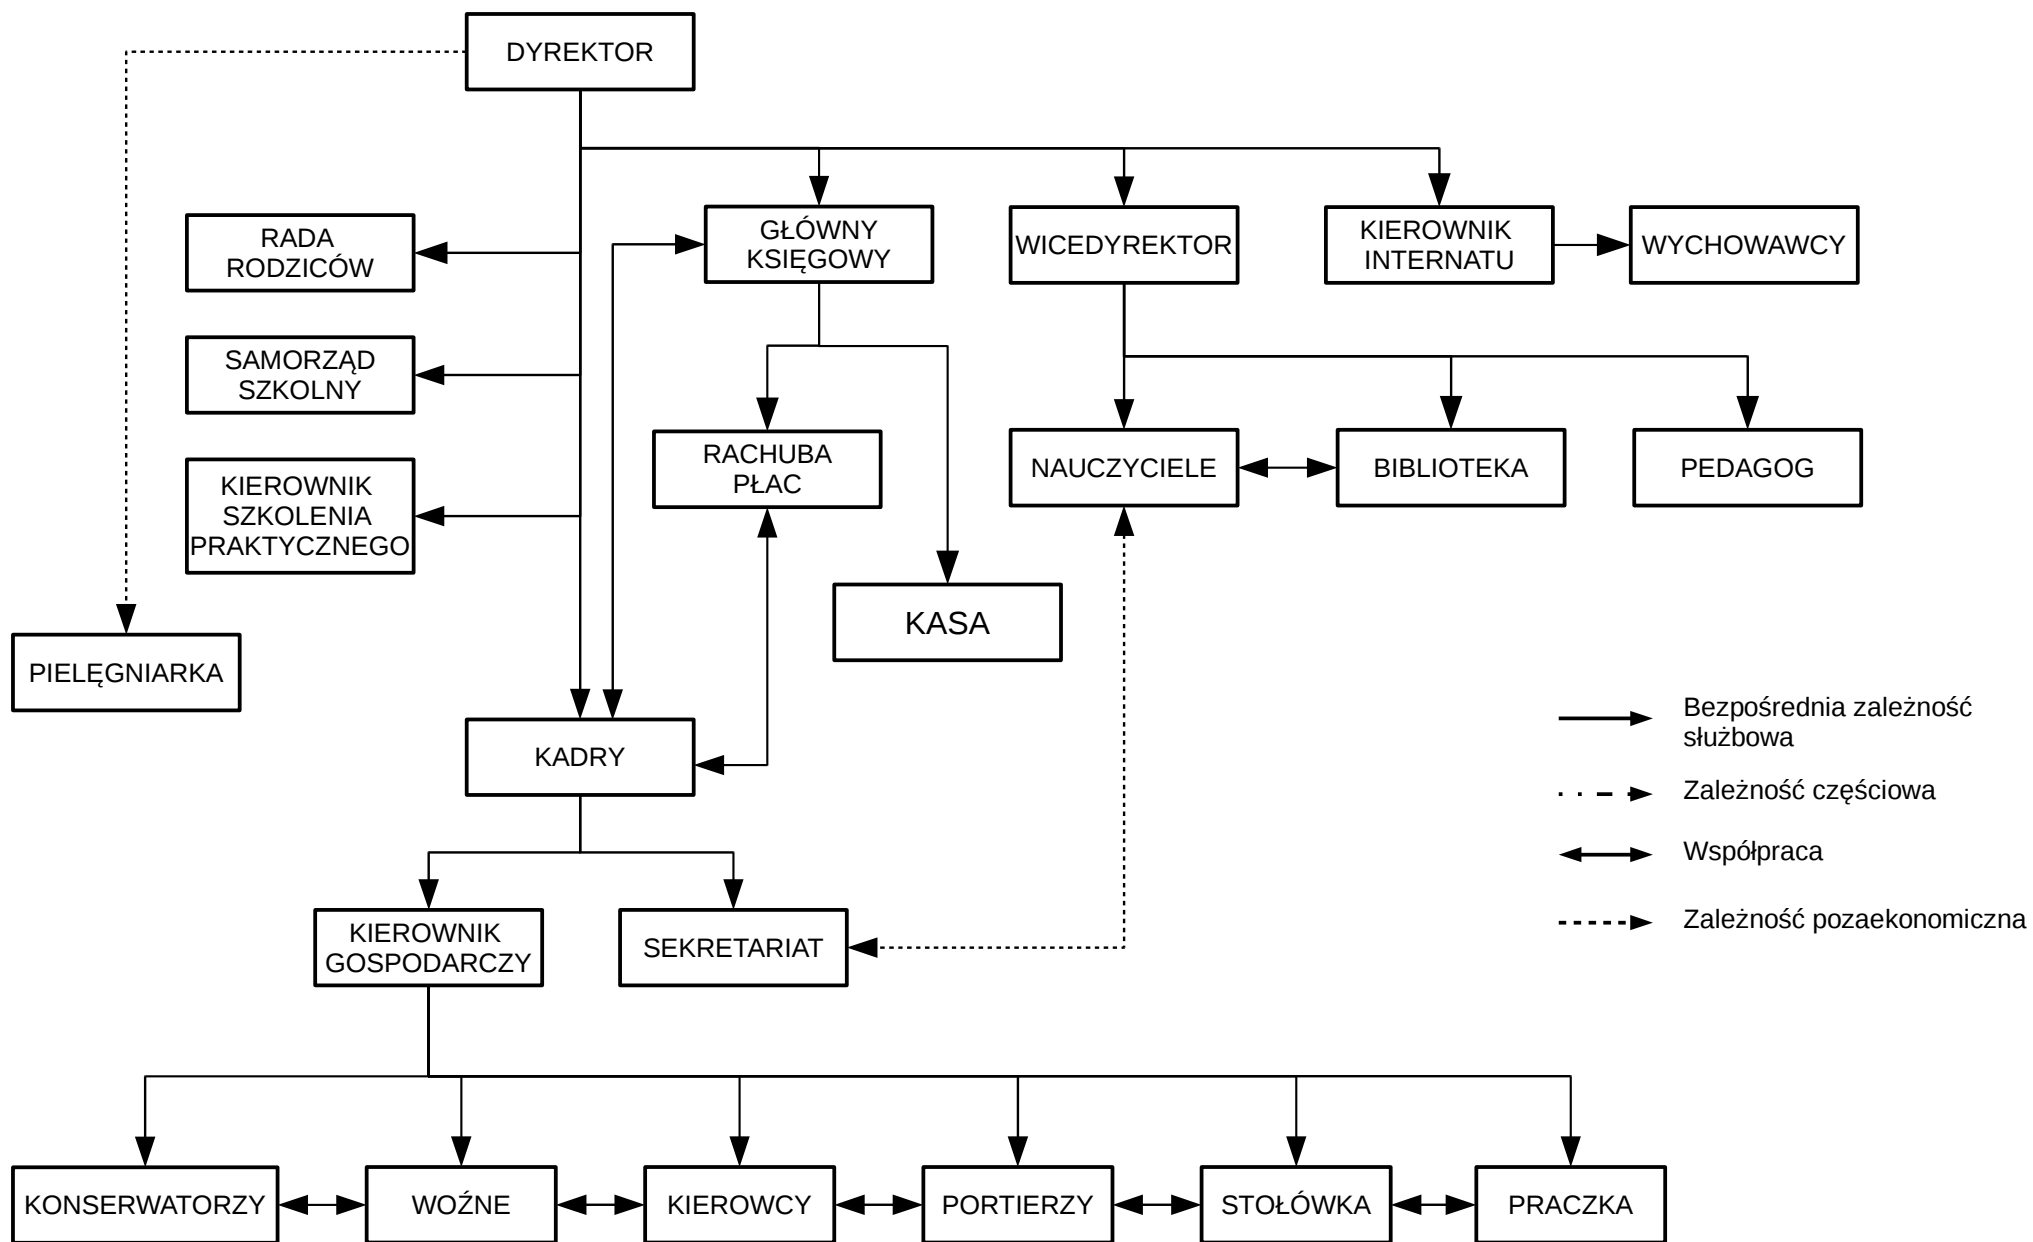 DYREKTOR
RADA
RODZICÓW
GŁÓWNY
KSIĘGOWY
WICEDYREKTOR
KIEROWNIK
INTERNATU
WYCHOWAWCY
SAMORZĄD
SZKOLNY
KIEROWNIK
SZKOLENIA
PRAKTYCZNEGO
RACHUBA
PŁAC
NAUCZYCIELE
BIBLIOTEKA
PEDAGOG
KASA
PIELĘGNIARKA
KADRY
Bezpośrednia zależność
służbowa
Zależność częściowa
Współpraca
Zależność pozaekonomiczna
KIEROWNIK
GOSPODARCZY
SEKRETARIAT
KONSERWATORZY
WOŹNE
KIEROWCY
PORTIERZY
STOŁÓWKA
PRACZKA